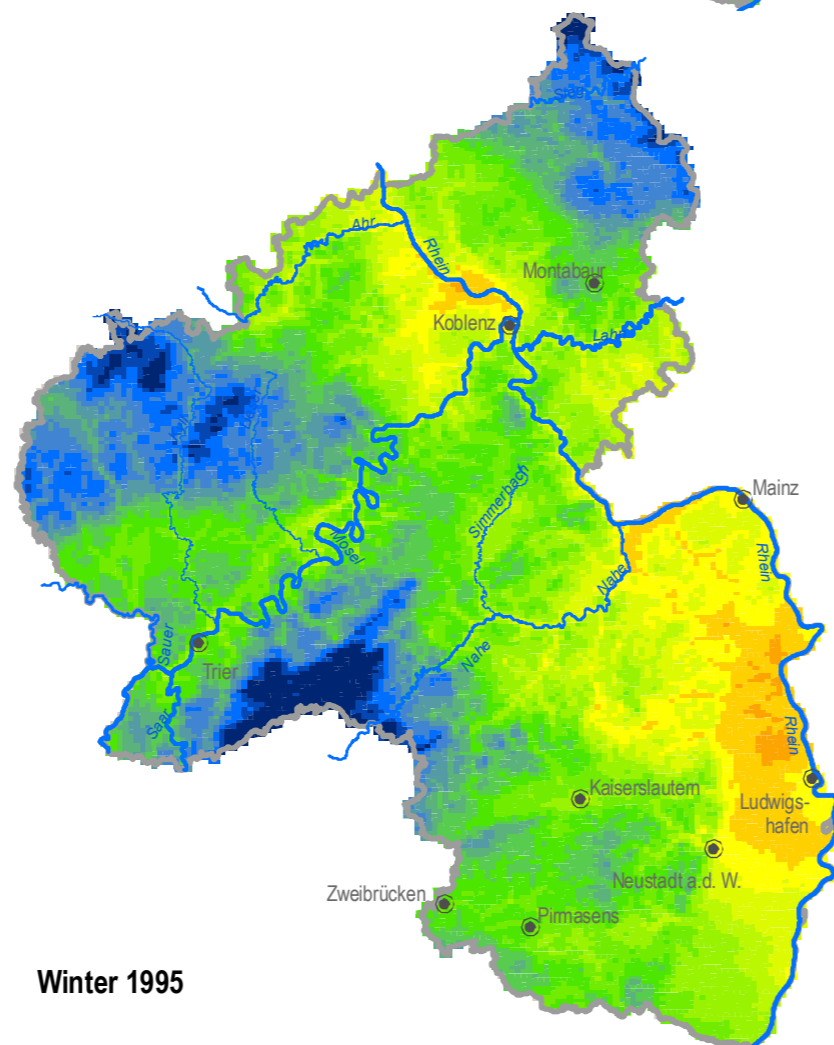 Sieg
Ahr
Rhein
Montabaur
Koblenz
Lahn
Simmerbach
Mainz
Mosel
Rhein
Nahe
Sauer
Trier
Nahe
Saar
Rhein
Kaiserslautern
Ludwigs-
hafen
Neustadt a.d. W.
Zweibrücken
Pirmasens
Winter 1995